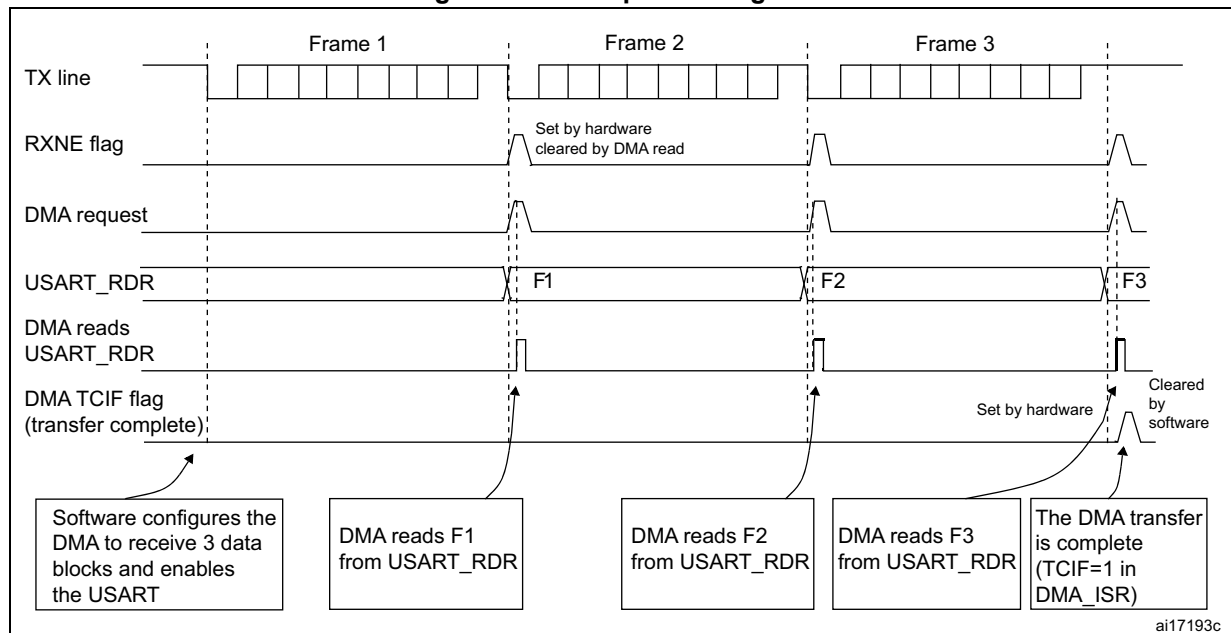 Frame 1
Frame 2
Frame 3
TX line
RXNE flag
Set by hardware
cleared by DMA read
DMA request
USART_RDR
F1
F2
F3
DMA reads
USART_RDR
DMA TCIF flag
(transfer complete)
Set by hardware
Cleared
by
software
Software configures the
DMA to receive 3 data
blocks and enables
the USART
DMA reads F1
from USART_RDR
DMA reads F2
from USART_RDR
DMA reads F3
from USART_RDR
The DMA transfer
is complete
(TCIF=1 in
DMA_ISR)
ai17193c